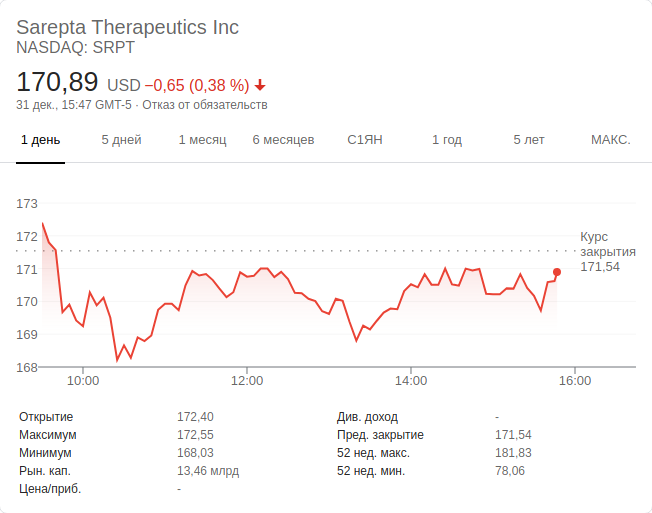 Sarepta Therapeutics Inc
NASDAQ: SRPT
170,89 USD −0,65 (0,38 %)
31 дек., 15:47 GMT-5 · Отказ от обязательств
1 день 5 дней 1 месяц 6 месяцев С1ЯН 1 год 5 лет МАКС.
173
172
171
170
169
168
Курс
закрытия
171,54
10:00 12:00 14:00 16:00
Открытие 172,40 Див. доход -
Максимум 172,55 Пред. закрытие 171,54
Минимум 168,03 52 нед. макс. 181,83
Рын. кап. 13,46 млрд 52 нед. мин. 78,06
Цена/приб. -